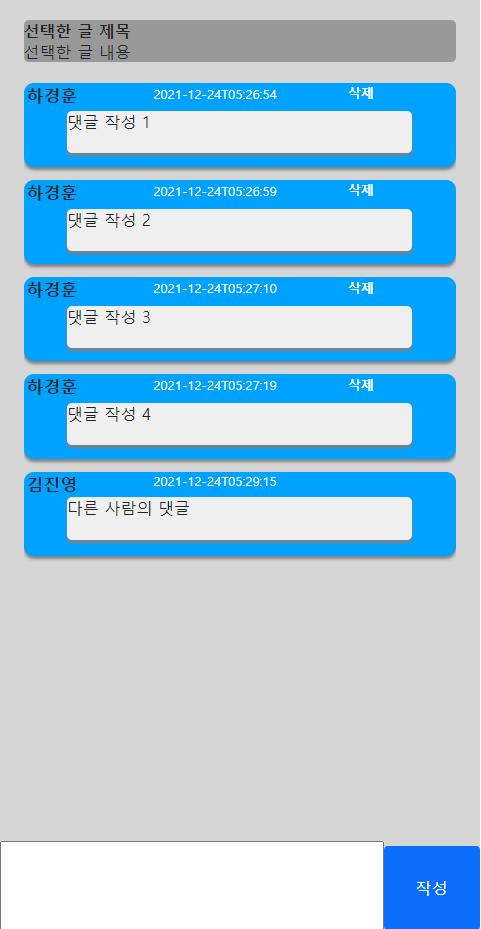 선택한 글 제목
선택한 글 내용
하경훈 2021-12-24T05:26:54 삭제
댓글 작성 1
하경훈 2021-12-24T05:26:59 삭제
댓글 작성 2
하경훈 2021-12-24T05:27:10 삭제
댓글 작성 3
하경훈 2021-12-24T05:27:19 삭제
댓글 작성 4
김진영 2021-12-24T05:29:15
다른 사람의 댓글
작성